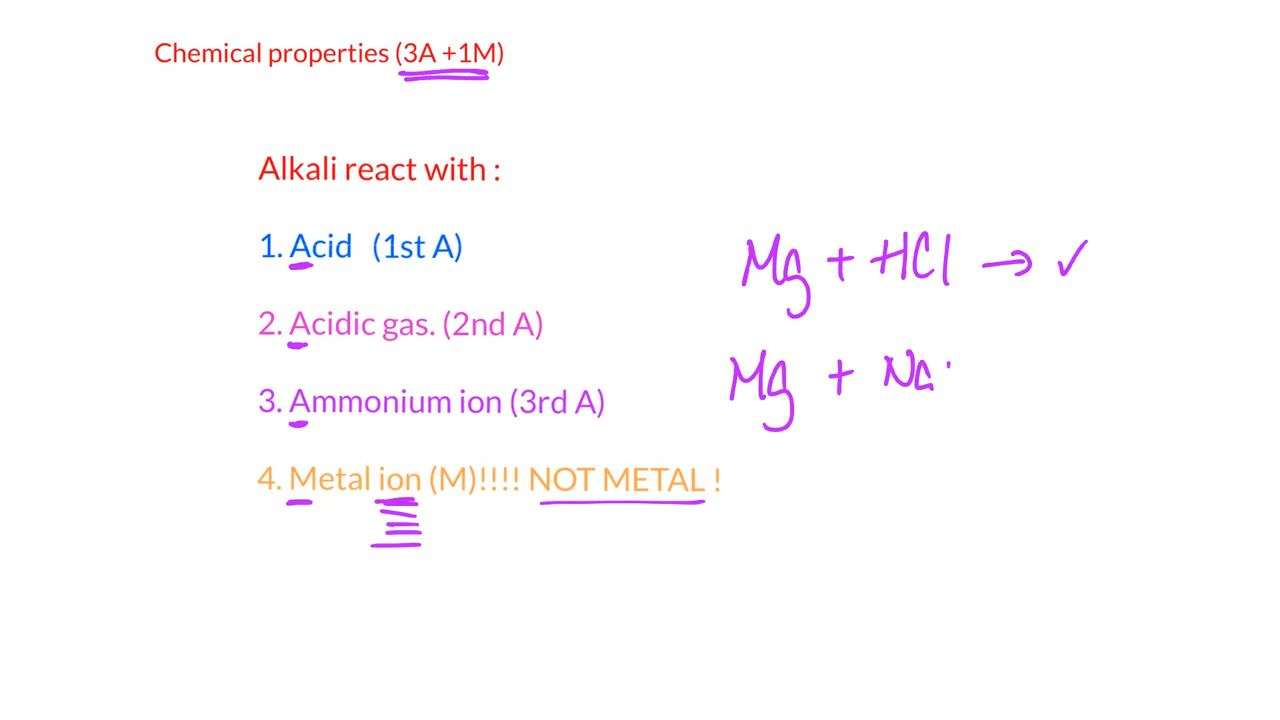 Chemical properties (3A +1M)
Alkali react with :
1. Acid (1st A)
Mg + HCl → ✓
2. Acidic gas. (2nd A)
Mg + Na
3. Ammonium ion (3rd A)
4. Metal ion (M)!!!! NOT METAL !